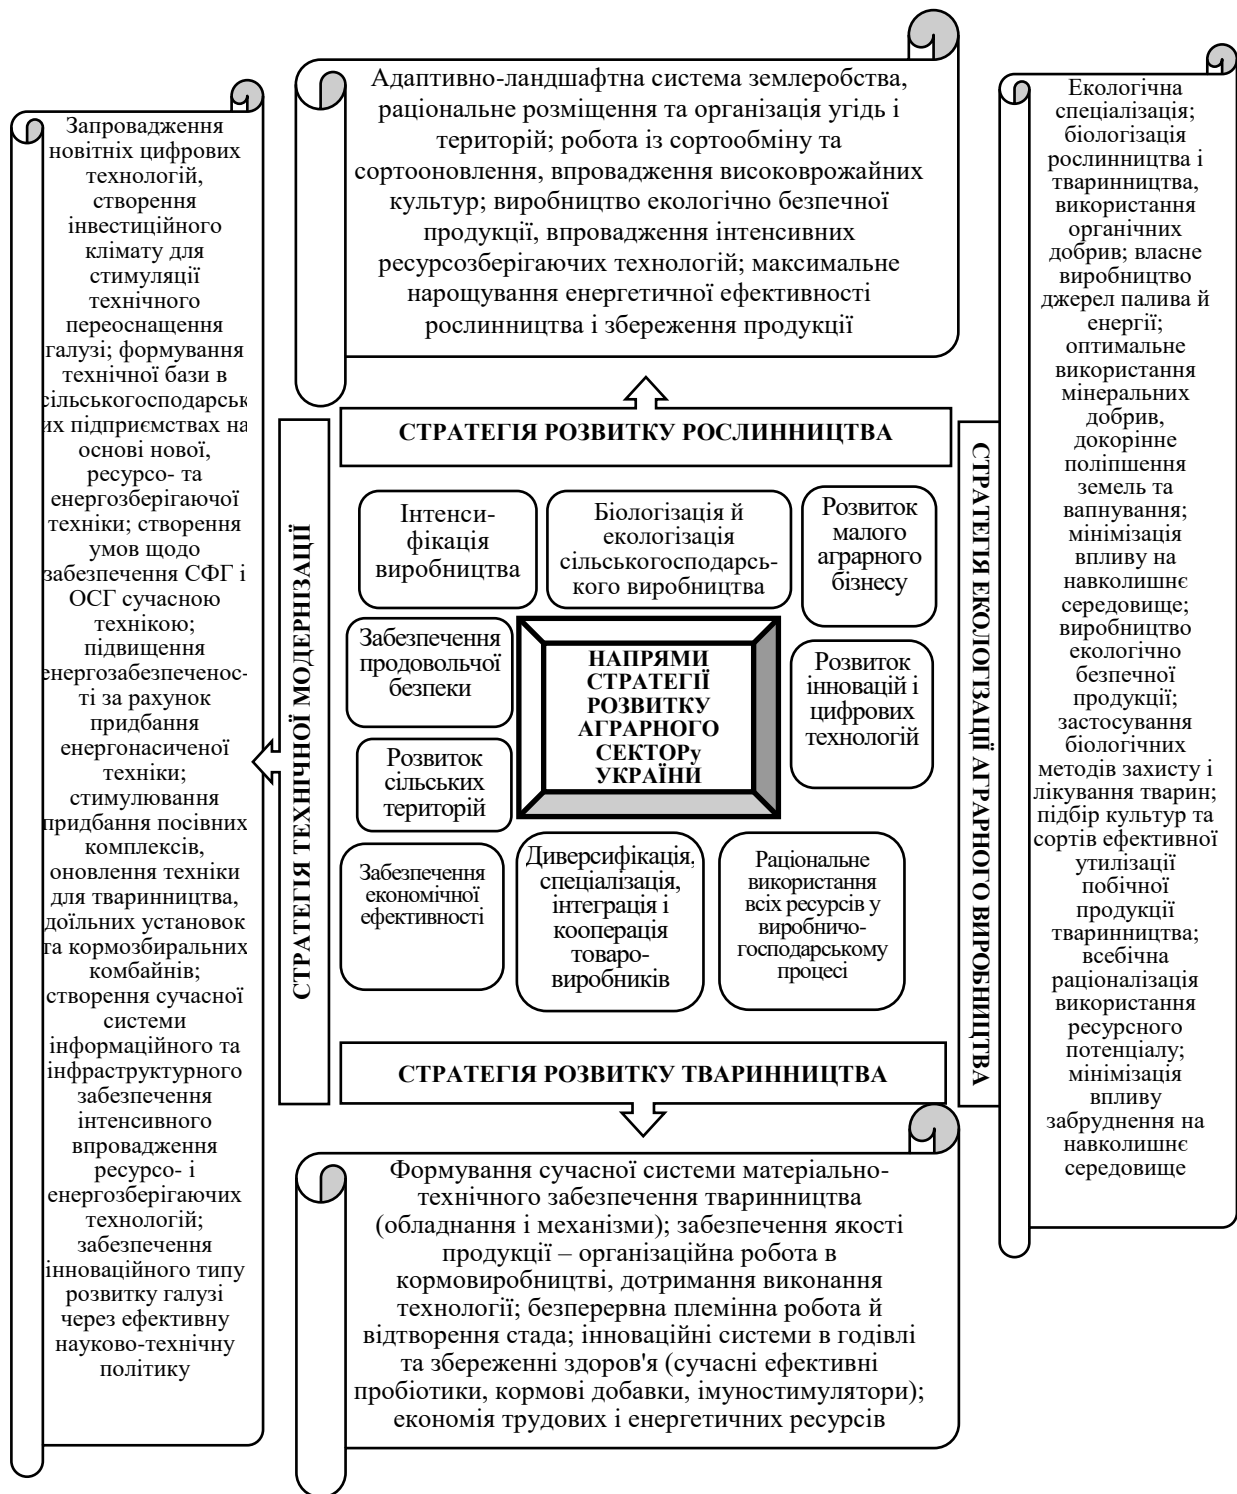 Адаптивно-ландшафтна система землеробства,
раціональне розміщення та організація угідь і
територій; робота із сортообміну та
сортооновлення, впровадження високоврожайних
культур; виробництво екологічно безпечної
продукції, впровадження інтенсивних
ресурсозберігаючих технологій; максимальне
нарощування енергетичної ефективності
рослинництва і збереження продукції
Запровадження
новітніх цифрових
технологій,
створення
інвестиційного
клімату для
стимуляції
технічного
переоснащення
галузі; формування
технічної бази в
сільськогосподарськ
их підприємствах на
основі нової,
ресурсо- та
енергозберігаючої
техніки; створення
умов щодо
забезпечення СФГ і
ОСГ сучасною
технікою;
підвищення
енергозабезпеченос-
ті за рахунок
придбання
енергонасиченої
техніки;
стимулювання
придбання посівних
комплексів,
оновлення техніки
для тваринництва,
доїльних установок
та кормозбиральних
комбайнів;
створення сучасної
системи
інформаційного та
інфраструктурного
забезпечення
інтенсивного
впровадження
ресурсо- і
енергозберігаючих
технологій;
забезпечення
інноваційного типу
розвитку галузі
через ефективну
науково-технічну
політику
СТРАТЕГІЯ ТЕХНІЧНОЇ МОДЕРНІЗАЦІЇ
СТРАТЕГІЯ РОЗВИТКУ РОСЛИННИЦТВА
Інтенси-
фікація
виробництва
Біологізація й
екологізація
сільськогосподарсь-
кого виробництва
Розвиток
малого
аграрного
бізнесу
Забезпечення
продовольчої
безпеки
НАПРЯМИ
СТРАТЕГІЇ
РОЗВИТКУ
АГРАРНОГО
СЕКТОРу
УКРАЇНИ
Розвиток
інновацій і
цифрових
технологій
Розвиток
сільських
територій
Забезпечення
економічної
ефективності
Диверсифікація,
спеціалізація,
інтеграція і
кооперація
товаро-
виробників
Раціональне
використання
всіх ресурсів у
виробничо-
господарському
процесі
СТРАТЕГІЯ РОЗВИТКУ ТВАРИННИЦТВА
Формування сучасної системи матеріально-
технічного забезпечення тваринництва
(обладнання і механізми); забезпечення якості
продукції – організаційна робота в
кормовиробництві, дотримання виконання
технології; безперервна племінна робота й
відтворення стада; інноваційні системи в годівлі
та збереженні здоров'я (сучасні ефективні
пробіотики, кормові добавки, імуностимулятори);
економія трудових і енергетичних ресурсів
СТРАТЕГІЯ ЕКОЛОГІЗАЦІЇ АГРАРНОГО ВИРОБНИЦТВА
Екологічна
спеціалізація;
біологізація
рослинництва і
тваринництва,
використання
органічних
добрив; власне
виробництво
джерел палива й
енергії;
оптимальне
використання
мінеральних
добрив,
докорінне
поліпшення
земель та
вапнування;
мінімізація
впливу на
навколишнє
середовище;
виробництво
екологічно
безпечної
продукції;
застосування
біологічних
методів захисту і
лікування тварин;
підбір культур та
сортів ефективної
утилізації
побічної
продукції
тваринництва;
всебічна
раціоналізація
використання
ресурсного
потенціалу;
мінімізація
впливу
забруднення на
навколишнє
середовище